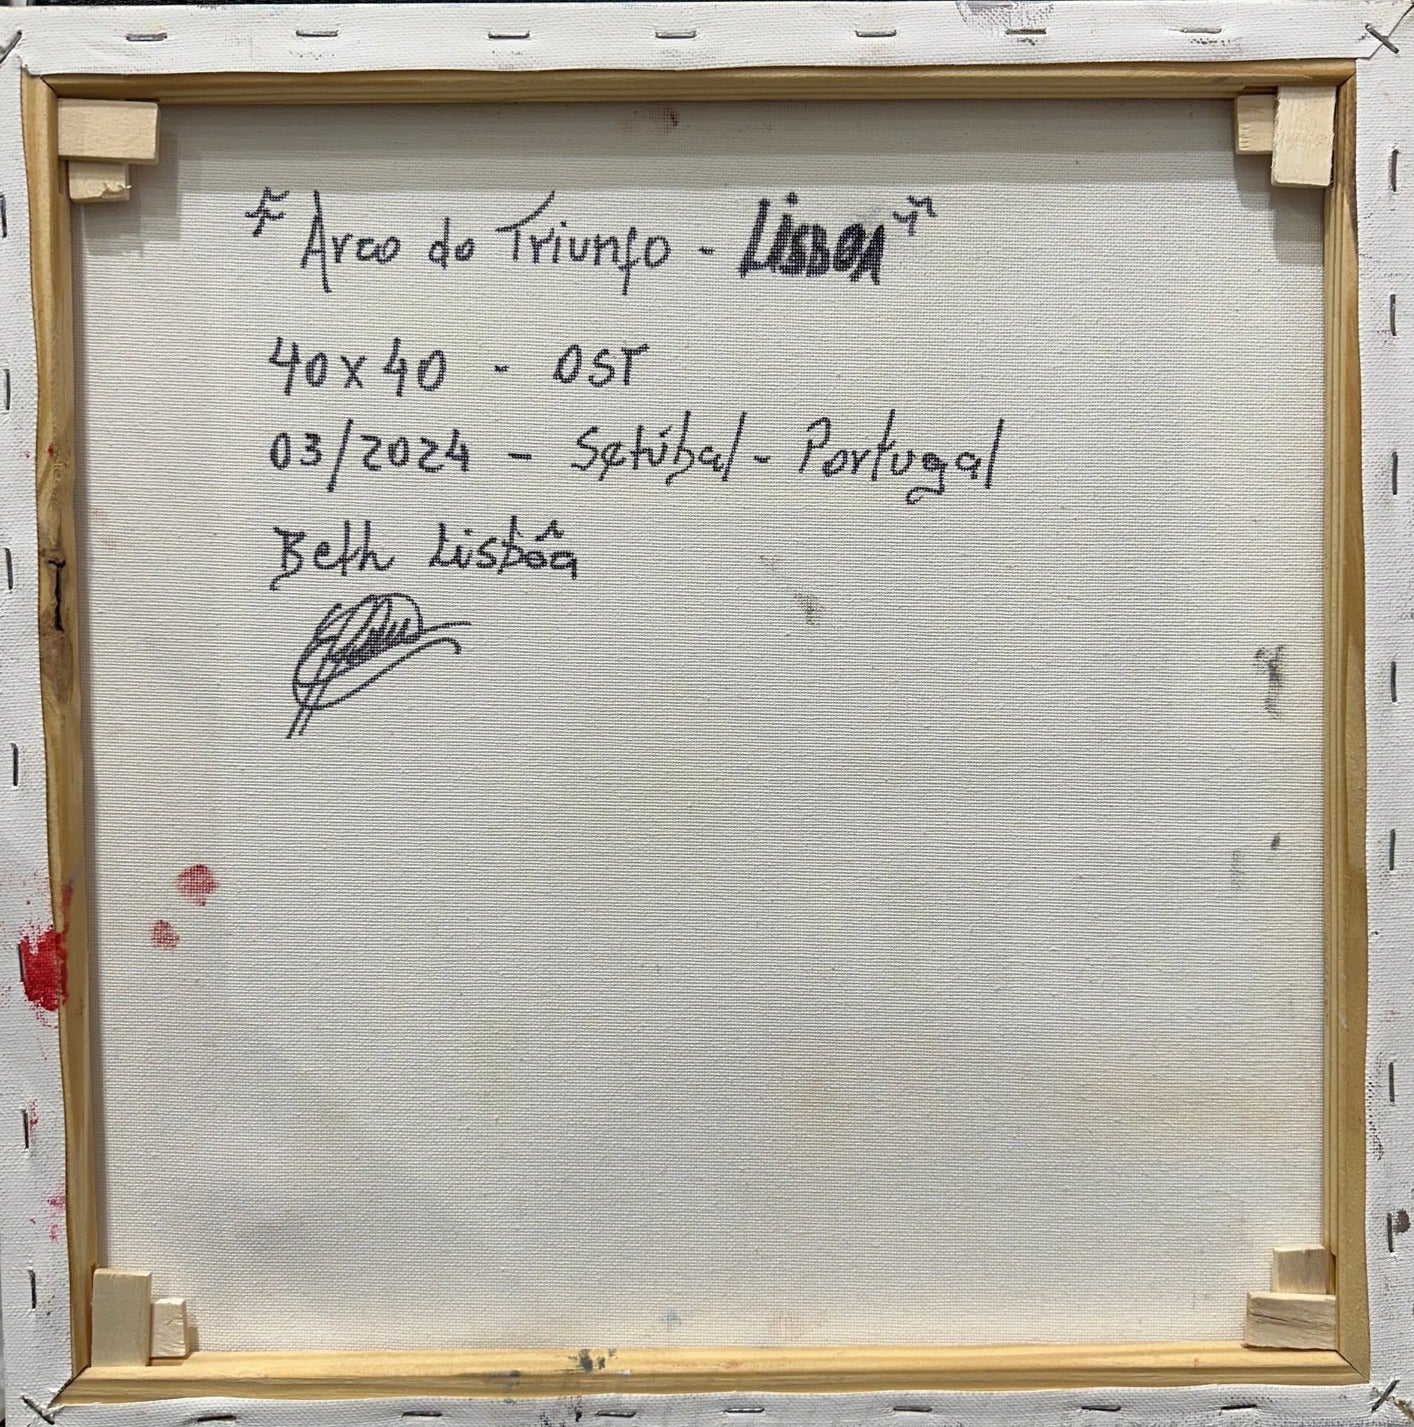 "Arco do Triunfo - LISBOA"
40x40 - OST
03/2024 - Setúbal - Portugal
Beth Lisbôa